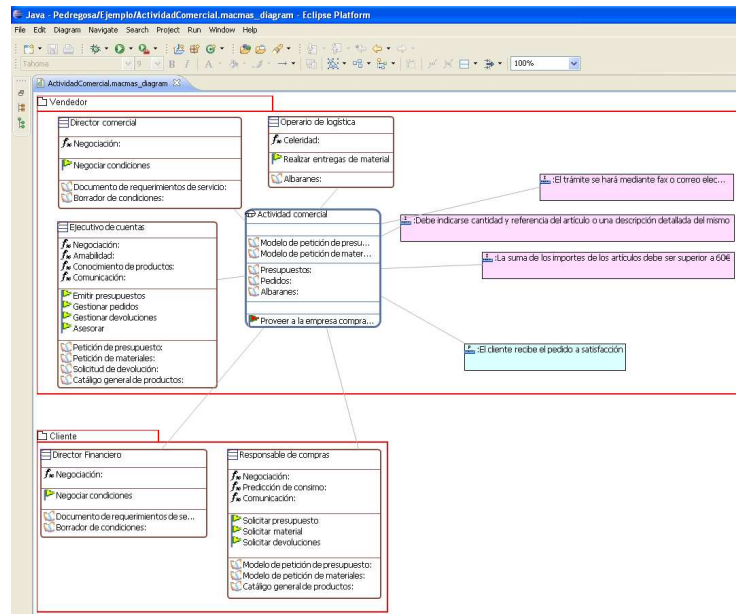 Java - Pedregosa/Ejemplo/ActividadComercial.macmas_diagram - Eclipse Platform
File Edit Diagram Navigate Search Project Run Window Help
Tahoma 9 B I A 100%
ActividadComercial.macmas_diagram
Vendedor
Director comercial
Negociación:
Negociar condiciones
Documento de requerimientos de servicio:
Borrador de condiciones:
Operario de logística
Celeridad:
Realizar entregas de material
Albaranes:
Ejecutivo de cuentas
Negociación:
Amabilidad:
Conocimiento de productos:
Comunicación:
Emitir presupuestos
Gestionar pedidos
Gestionar devoluciones
Asesorar
Petición de presupuesto:
Petición de materiales:
Solicitud de devolución:
Catáligo general de productos:
Actividad comercial
Modelo de petición de presu...
Modelo de petición de mater...
Presupuestos:
Pedidos:
Albaranes:
Proveer a la empresa compra...
:El trámite se hará mediante fax o correo elec...
:Debe indicarse cantidad y referencia del artículo o una descripción detallada del mismo
:La suma de los importes de los artículos debe ser superior a 60€
:El cliente recibe el pedido a satisfacción
Cliente
Director Financiero
Negociación:
Negociar condiciones
Documento de requerimientos de se...
Borrador de condiciones:
Responsable de compras
Negociación:
Predicción de consimo:
Comunicación:
Solicitar presupuesto
Solicitar material
Solicitar devoluciones
Modelo de petición de presupuesto:
Modelo de petición de materiales:
Catáligo general de productos: